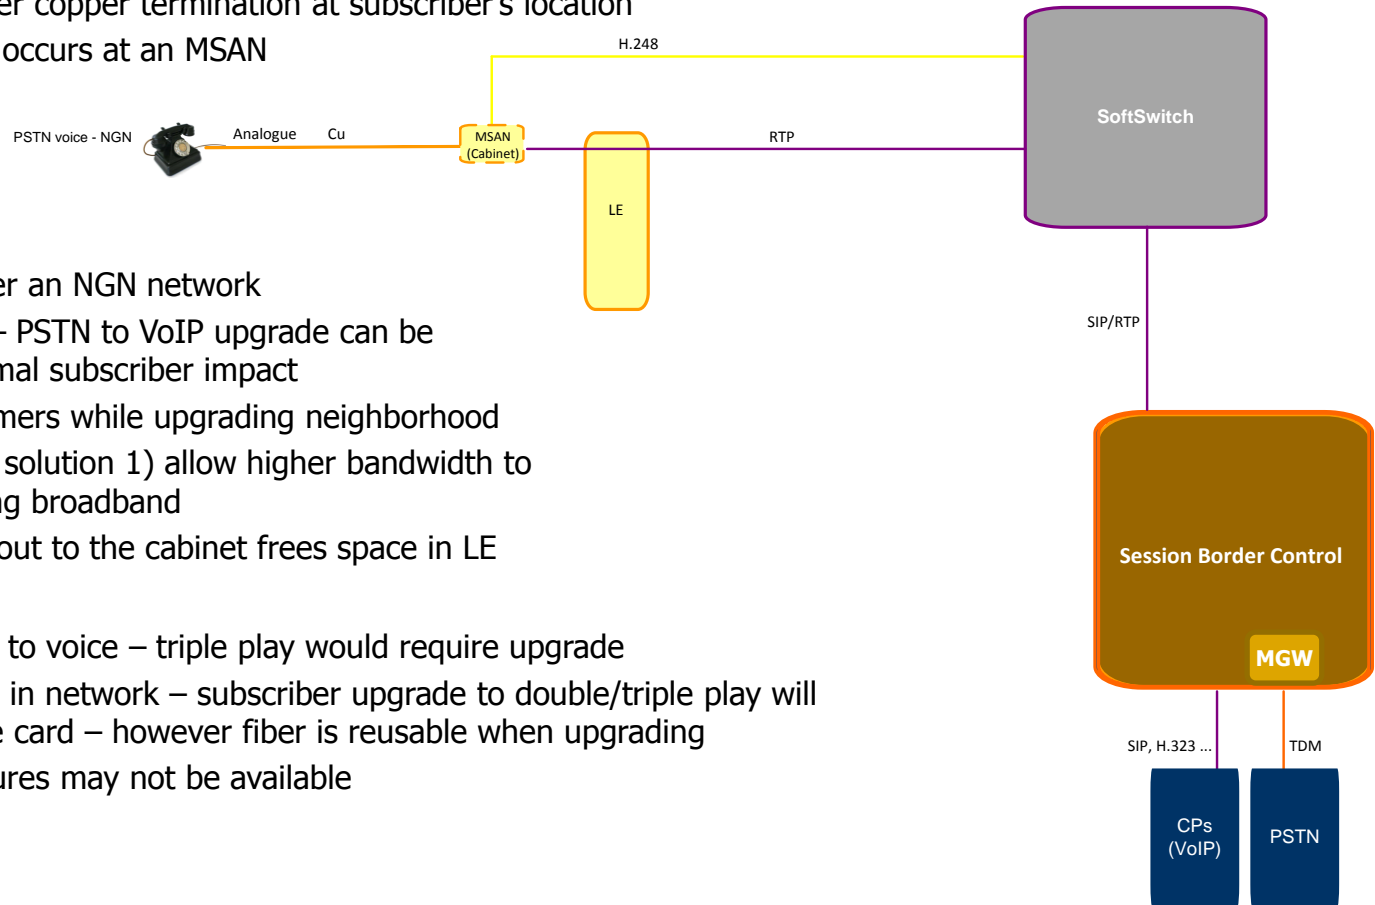 er copper termination at subscriber's location
occurs at an MSAN
H.248
PSTN voice - NGN
Analogue Cu
MSAN
(Cabinet)
RTP
SoftSwitch
LE
er an NGN network
– PSTN to VoIP upgrade can be
mal subscriber impact
SIP/RTP
mers while upgrading neighborhood
solution 1) allow higher bandwidth to
ng broadband
out to the cabinet frees space in LE
Session Border Control
to voice – triple play would require upgrade
MGW
in network – subscriber upgrade to double/triple play will
e card – however fiber is reusable when upgrading
SIP, H.323 ...
TDM
ures may not be available
CPs
(VoIP)
PSTN